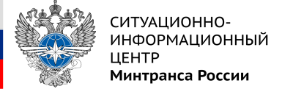 СИТУАЦИОННО-
ИНФОРМАЦИОННЫЙ
ЦЕНТР
Минтранса России